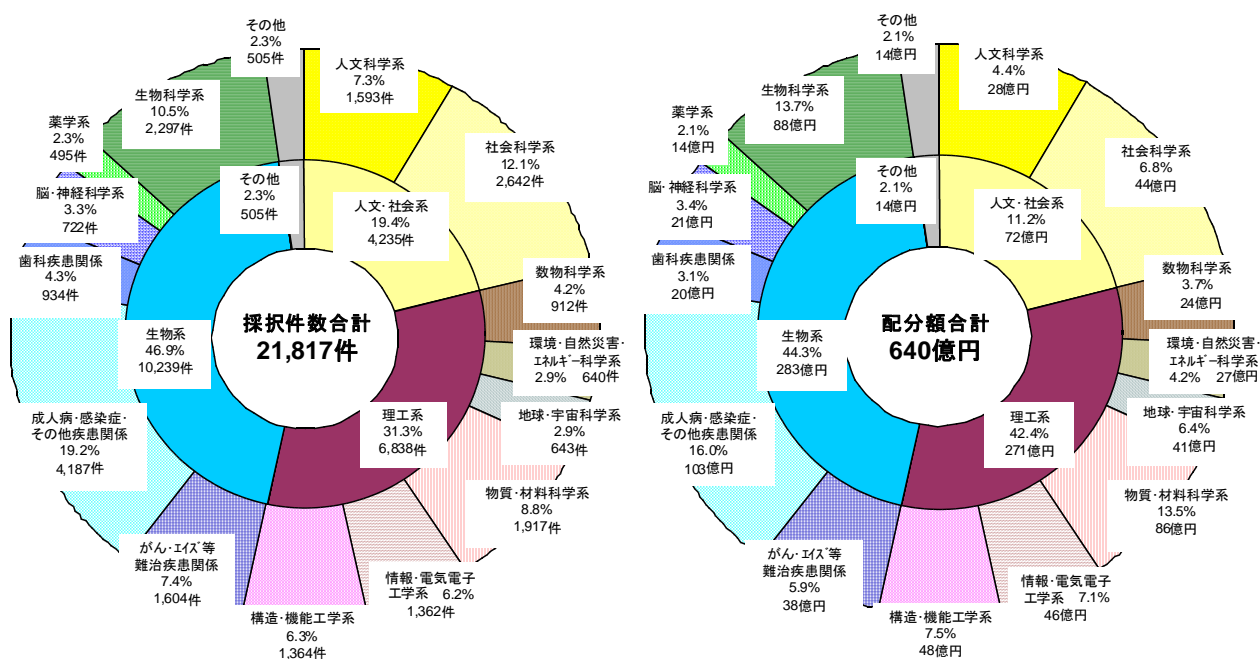 その他
2.3%
505件
人文科学系
7.3%
1,593件
社会科学系
12.1%
2,642件
数物科学系
4.2%
912件
環境・自然災害・
エネルギー科学系
2.9% 640件
地球・宇宙科学系
2.9%
643件
物質・材料科学系
8.8%
1,917件
情報・電気電子
工学系 6.2%
1,362件
構造・機能工学系
6.3%
1,364件
がん・エイズ等
難治疾患関係
7.4%
1,604件
成人病・感染症・
その他疾患関係
19.2%
4,187件
歯科疾患関係
4.3%
934件
脳・神経科学系
3.3%
722件
薬学系
2.3%
495件
生物科学系
10.5%
2,297件
その他
2.3%
505件
人文・社会系
19.4%
4,235件
理工系
31.3%
6,838件
生物系
46.9%
10,239件
採択件数合計
21,817件
その他
2.1%
14億円
人文科学系
4.4%
28億円
社会科学系
6.8%
44億円
数物科学系
3.7%
24億円
環境・自然災害・
エネルギー科学系
4.2% 27億円
地球・宇宙科学系
6.4%
41億円
物質・材料科学系
13.5%
86億円
情報・電気電子
工学系 7.1%
46億円
構造・機能工学系
7.5%
48億円
がん・エイズ等
難治疾患関係
5.9%
38億円
成人病・感染症・
その他疾患関係
16.0%
103億円
歯科疾患関係
3.1%
20億円
脳・神経科学系
3.4%
21億円
薬学系
2.1%
14億円
生物科学系
13.7%
88億円
その他
2.1%
14億円
人文・社会系
11.2%
72億円
理工系
42.4%
271億円
生物系
44.3%
283億円
配分額合計
640億円